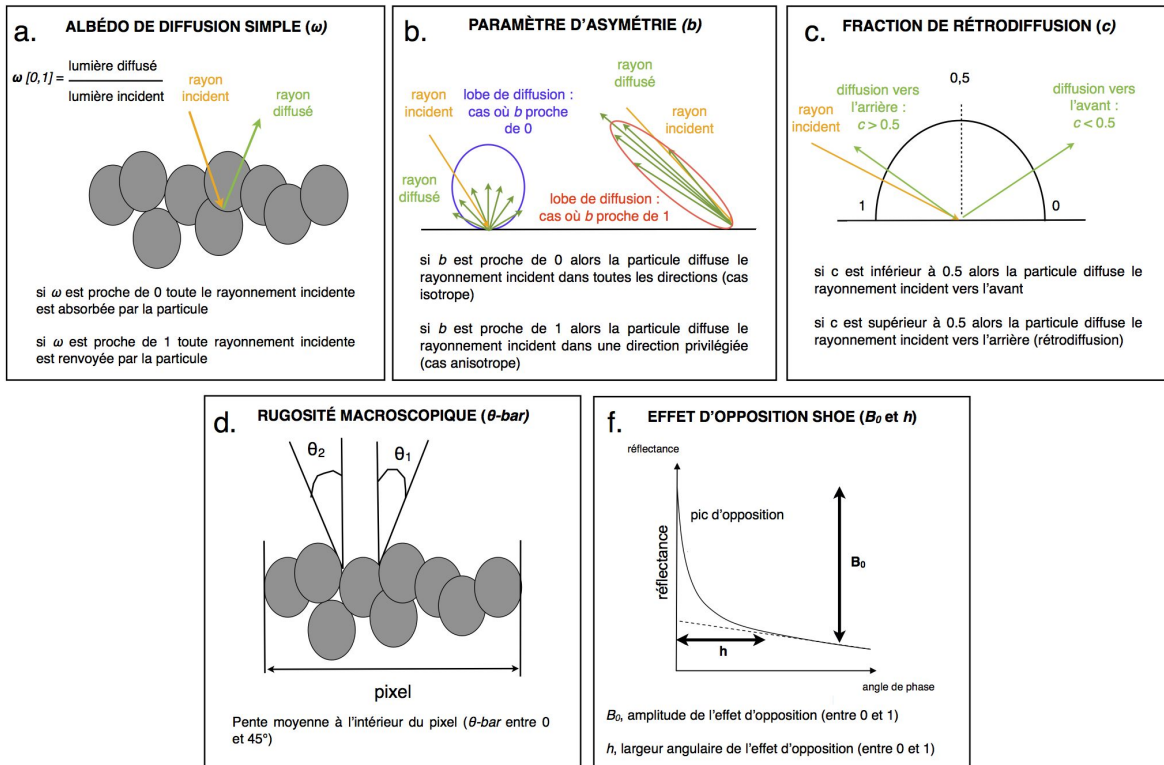 a.
ALBÉDO DE DIFFUSION SIMPLE (ω)
ω [0,1] =
lumière diffusé
lumière incident
rayon
incident
rayon
diffusé
si ω est proche de 0 toute le rayonnement incidente
est absorbée par la particule
si ω est proche de 1 toute rayonnement incidente
est renvoyée par la particule
b.
PARAMÈTRE D'ASYMÉTRIE (b)
rayon
incident
lobe de diffusion :
cas où b proche
de 0
rayon
diffusé
rayon
incident
rayon
diffusé
lobe de diffusion :
cas où b proche de 1
si b est proche de 0 alors la particule diffuse le
rayonnement incident dans toutes les directions (cas
isotrope)
si b est proche de 1 alors la particule diffuse le
rayonnement incident dans une direction privilégiée
(cas anisotrope)
c.
FRACTION DE RÉTRODIFFUSION (c)
0,5
rayon
incident
diffusion vers
l'arrière :
c > 0.5
diffusion vers
l'avant :
c < 0.5
1
0
si c est inférieur à 0.5 alors la particule diffuse le
rayonnement incident vers l'avant
si c est supérieur à 0.5 alors la particule diffuse le
rayonnement incident vers l'arrière (rétrodiffusion)
d.
RUGOSITÉ MACROSCOPIQUE (θ-bar)
θ2
θ1
pixel
Pente moyenne à l'intérieur du pixel (θ-bar entre 0
et 45°)
f.
EFFET D'OPPOSITION SHOE (B0 et h)
réflectance
pic d'opposition
réflectance
B0
h
angle de phase
B0, amplitude de l'effet d'opposition (entre 0 et 1)
h, largeur angulaire de l'effet d'opposition (entre 0 et 1)